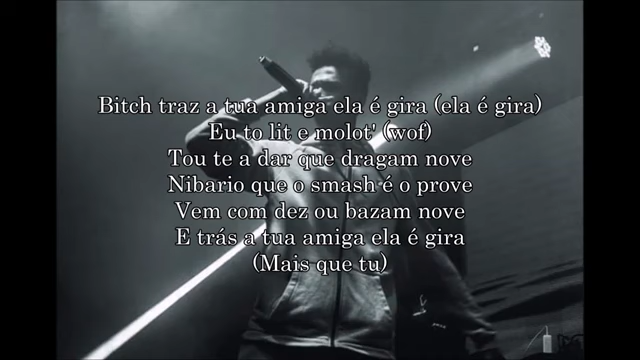 Bitch traz a tua amiga ela é gira (ela é gira)
Eu to lit e molot' (wof)
Tou te a dar que dragam nove
Nibario que o smash é o prove
Vem com dez ou bazam nove
E trás a tua amiga ela é gira
(Mais que tu)